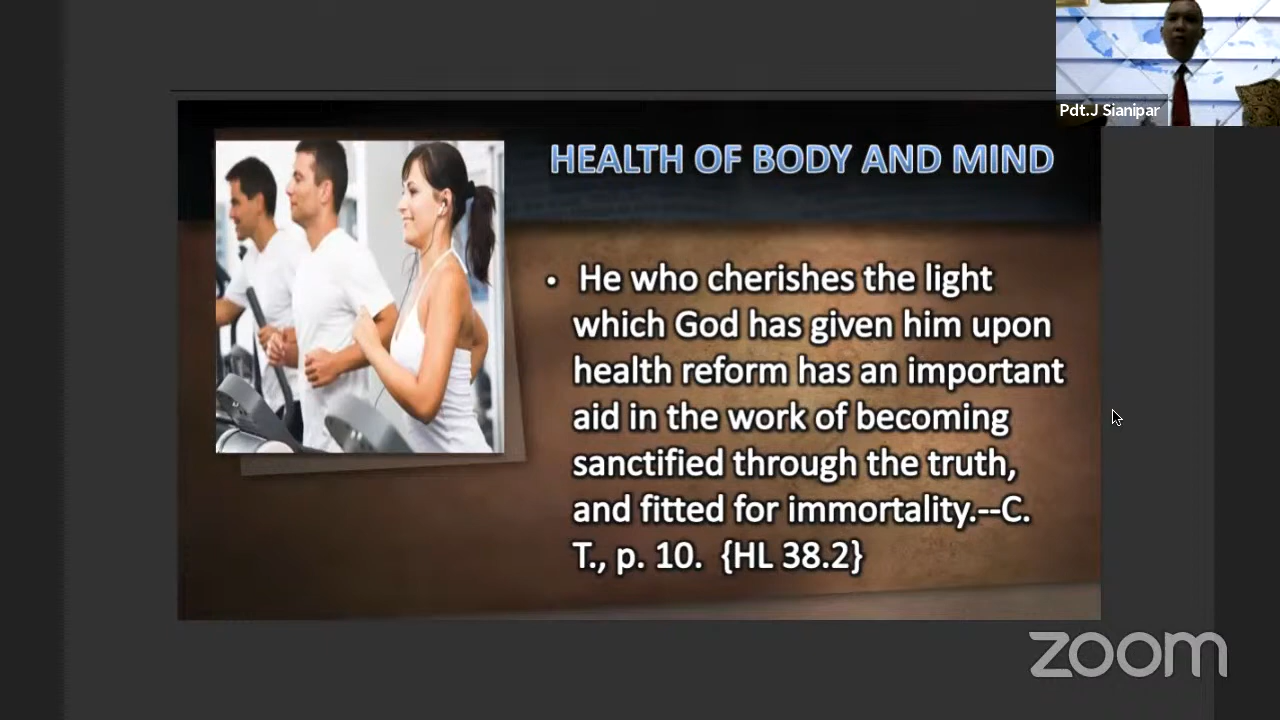 Pdt.J Sianipar
HEALTH OF BODY AND MIND
• He who cherishes the light
which God has given him upon
health reform has an important
aid in the work of becoming
sanctified through the truth,
and fitted for immortality.--C.
T., p. 10. {HL 38.2}
zoom